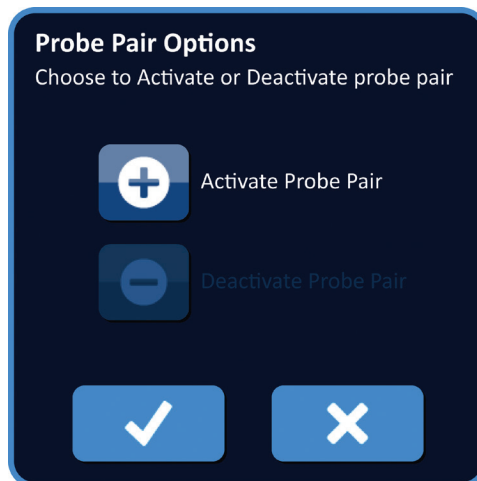 Probe Pair Options
Choose to Activate or Deactivate probe pair
Activate Probe Pair
Deactivate Probe Pair